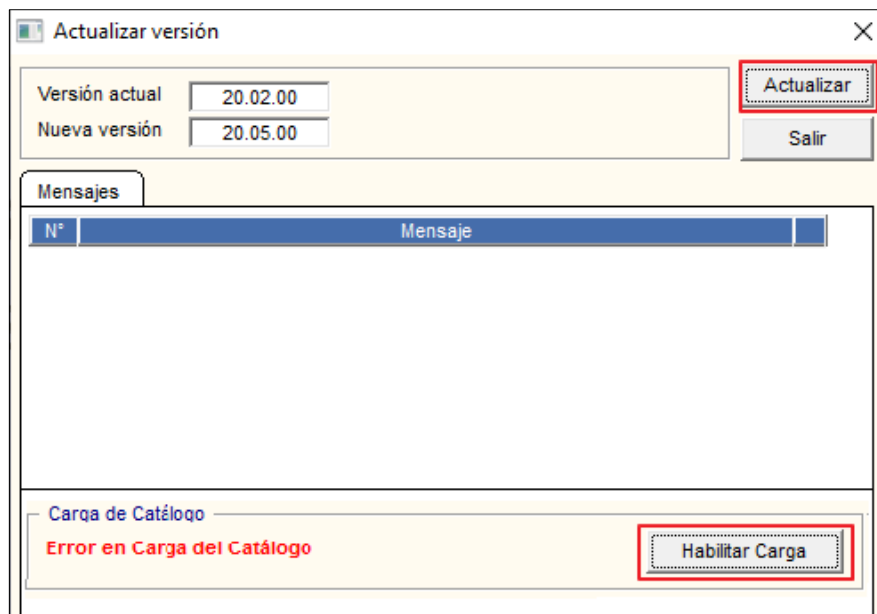 Actualizar versión
Versión actual 20.02.00
Actualizar
Nueva versión 20.05.00
Salir
Mensajes
N° Mensaje
Carga de Catálogo
Error en Carga del Catálogo
Habilitar Carga